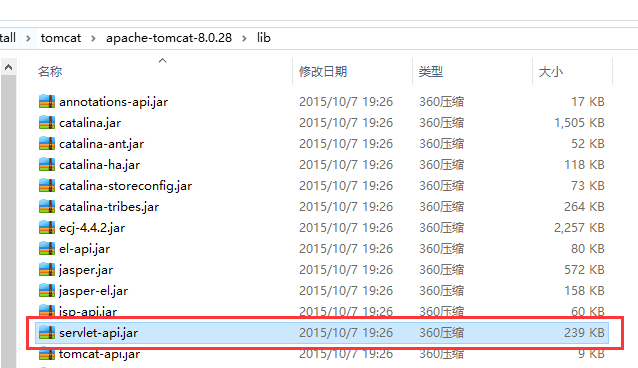 tall > tomcat > apache-tomcat-8.0.28 > lib
名称 修改日期 类型 大小
annotations-api.jar 2015/10/7 19:26 360压缩 17 KB
catalina.jar 2015/10/7 19:26 360压缩 1,505 KB
catalina-ant.jar 2015/10/7 19:26 360压缩 52 KB
catalina-ha.jar 2015/10/7 19:26 360压缩 118 KB
catalina-storeconfig.jar 2015/10/7 19:26 360压缩 73 KB
catalina-tribes.jar 2015/10/7 19:26 360压缩 264 KB
ecj-4.4.2.jar 2015/10/7 19:26 360压缩 2,257 KB
el-api.jar 2015/10/7 19:26 360压缩 80 KB
jasper.jar 2015/10/7 19:26 360压缩 572 KB
jasper-el.jar 2015/10/7 19:26 360压缩 158 KB
jsp-api.jar 2015/10/7 19:26 360压缩 60 KB
servlet-api.jar 2015/10/7 19:26 360压缩 239 KB
tomcat-api.jar 2015/10/7 19:26 360压缩 9 KB